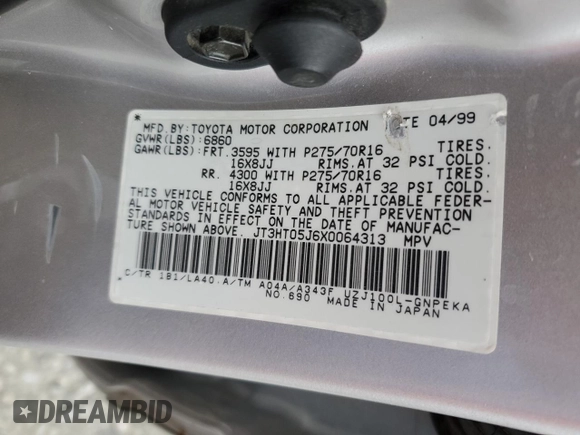 MFD.BY:TOYOTA MOTOR CORPORATION TE 04/99
GVWR(LBS):6860
GAWR(LBS):FRT.3595 WITH P275/70R16 TIRES.
16X8JJ RIMS.AT 32 PSI COLD.
RR. 4300 WITH P275/70R16 TIRES.
16X8JJ RIMS.AT 32 PSI COLD.
THIS VEHICLE CONFORMS TO ALL APPLICABLE FEDER-
AL MOTOR VEHICLE SAFETY AND THEFT PREVENTION
STANDARDS IN EFFECT ON THE DATE OF MANUFAC-
TURE SHOWN ABOVE. JT3HT05J6X0064313 MPV
C/TR 1B1/LA40.A/TM A04A/A343F UZJ100L-GNPEKA
NO.690 MADE IN JAPAN
DREAMBID